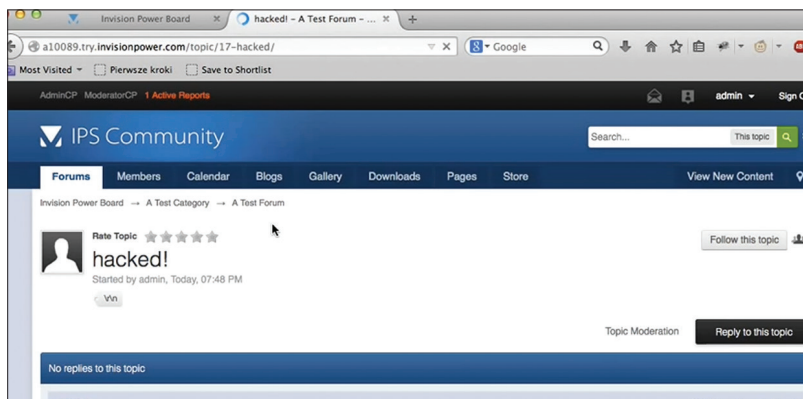 Invision Power Board
hacked! - A Test Forum - ...
a10089.try.invisionpower.com/topic/17-hacked/
Google
Most Visited
Pierwsze kroki
Save to Shortlist
AdminCP ModeratorCP 1 Active Reports
admin
Sign
IPS Community
Search...
This topic
Forums Members Calendar Blogs Gallery Downloads Pages Store
View New Content
Invision Power Board → A Test Category → A Test Forum
Rate Topic
Follow this topic
hacked!
Started by admin, Today, 07:48 PM
Topic Moderation
Reply to this topic
No replies to this topic